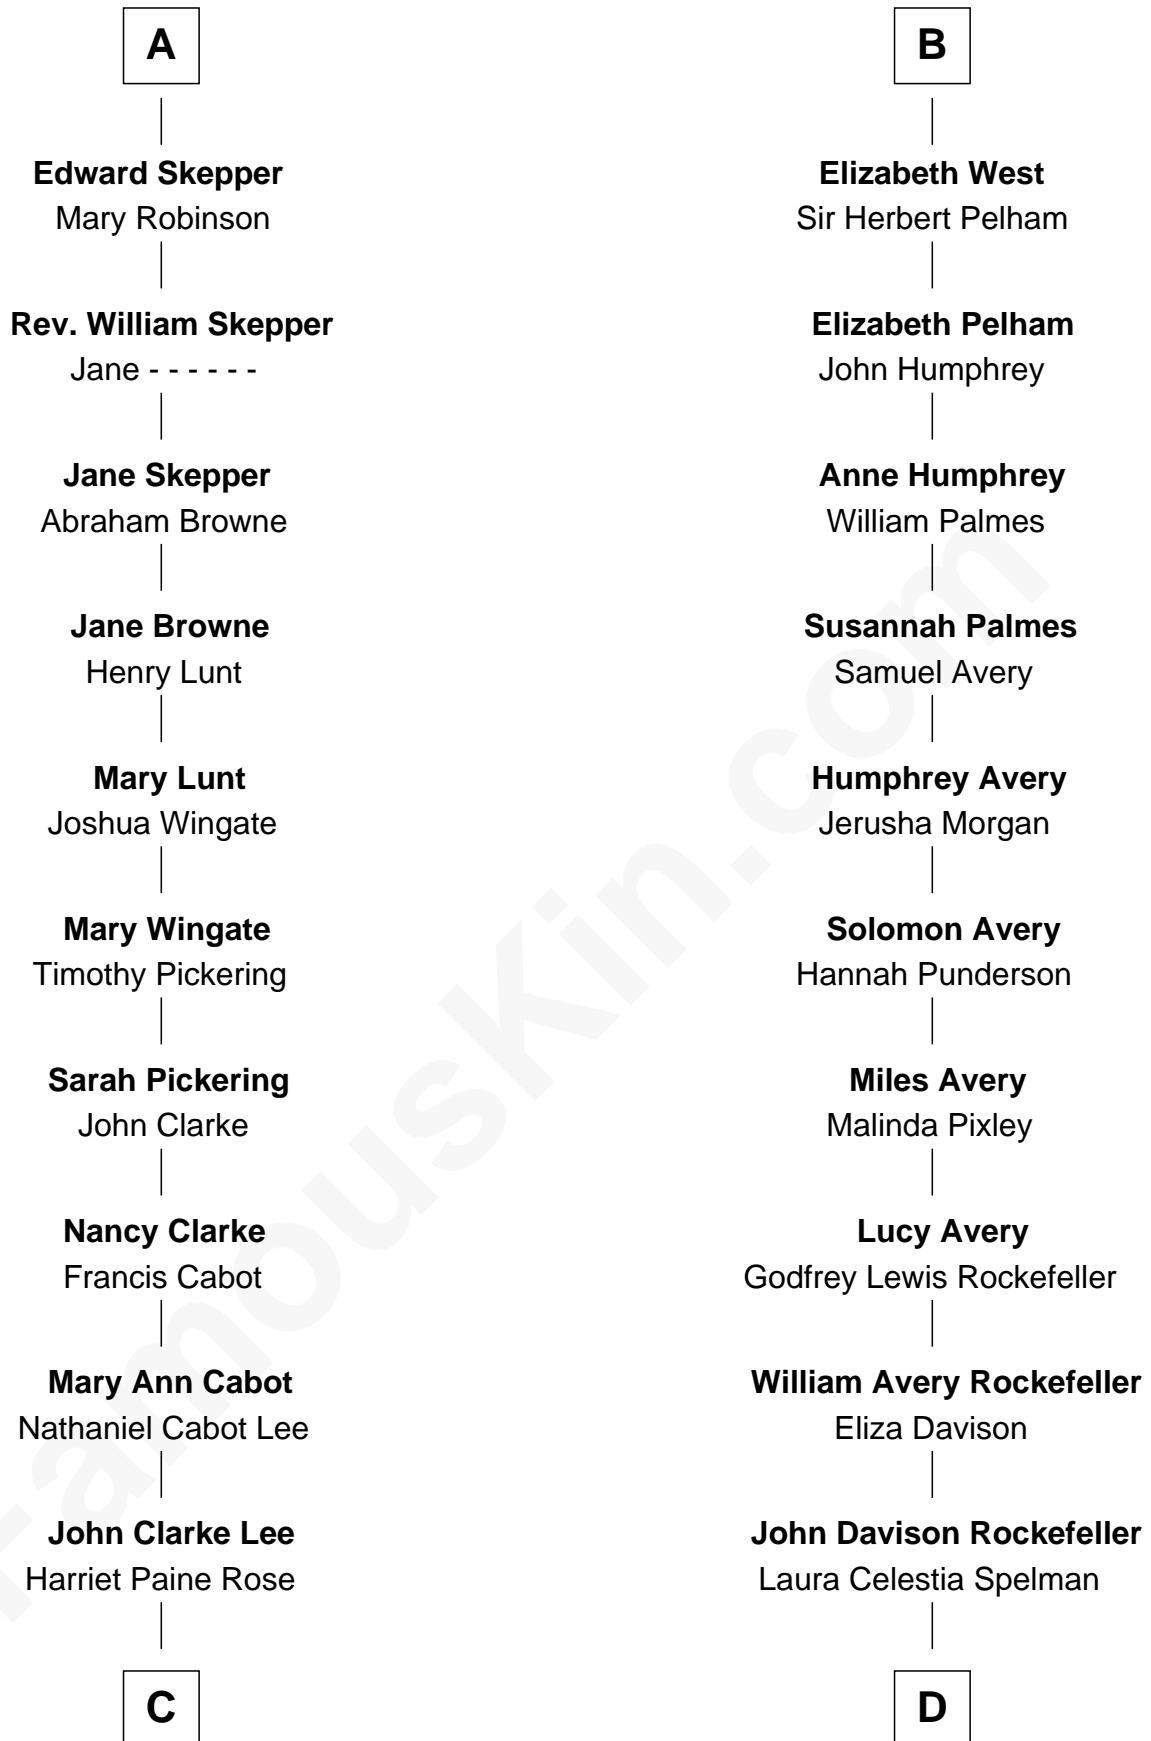 A
Edward Skepper
Mary Robinson
Rev. William Skepper
Jane - - - - - -
Jane Skepper
Abraham Browne
Jane Browne
Henry Lunt
Mary Lunt
Joshua Wingate
Mary Wingate
Timothy Pickering
Sarah Pickering
John Clarke
Nancy Clarke
Francis Cabot
Mary Ann Cabot
Nathaniel Cabot Lee
John Clarke Lee
Harriet Paine Rose
C
B
Elizabeth West
Sir Herbert Pelham
Elizabeth Pelham
John Humphrey
Anne Humphrey
William Palmes
Susannah Palmes
Samuel Avery
Humphrey Avery
Jerusha Morgan
Solomon Avery
Hannah Punderson
Miles Avery
Malinda Pixley
Lucy Avery
Godfrey Lewis Rockefeller
William Avery Rockefeller
Eliza Davison
John Davison Rockefeller
Laura Celestia Spelman
D
FamousKin.com